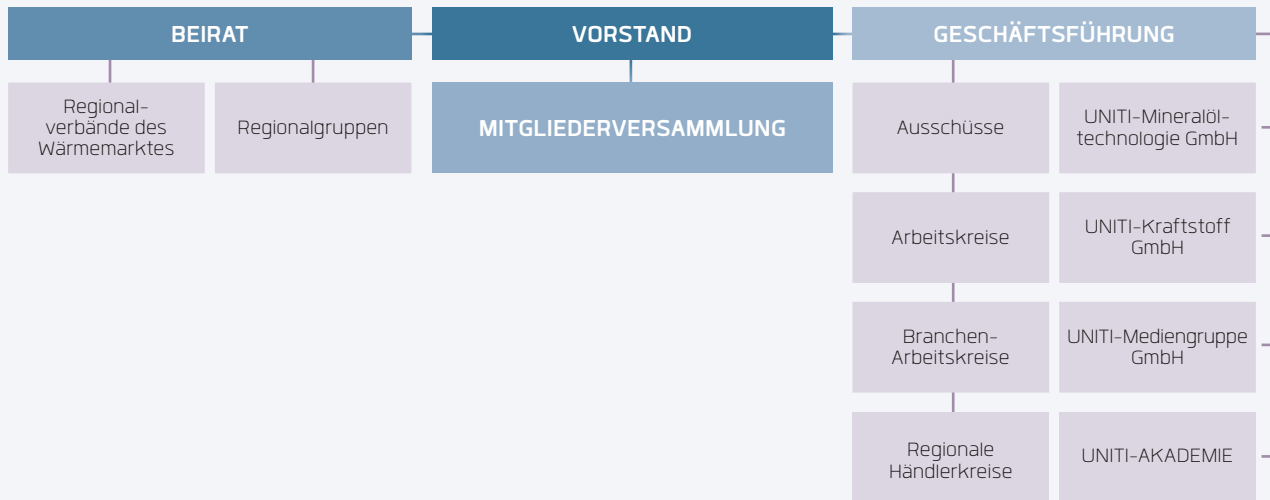 BEIRAT
VORSTAND
GESCHÄFTSFÜHRUNG
Regional-
verbände des
Wärmemarktes
Regionalgruppen
MITGLIEDERVERSAMMLUNG
Ausschüsse
UNITI-Mineralöl-
technologie GmbH
Arbeitskreise
UNITI-Kraftstoff
GmbH
Branchen-
Arbeitskreise
UNITI-Mediengruppe
GmbH
Regionale
Händlerkreise
UNITI-AKADEMIE